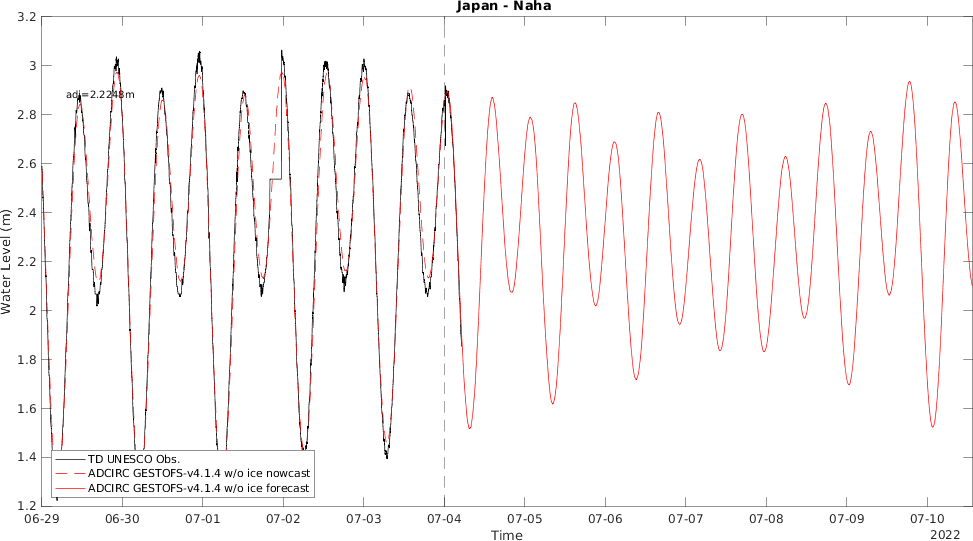 Japan - Naha
3.2
3
2.8
2.6
2.4
2.2
2
1.8
1.6
1.4
1.2
Water Level (m)
adj=2.2248m
TD UNESCO Obs.
ADCIRC GESTOFS-v4.1.4 w/o ice nowcast
ADCIRC GESTOFS-v4.1.4 w/o ice forecast
06-29 06-30 07-01 07-02 07-03 07-04 07-05 07-06 07-07 07-08 07-09 07-10
Time
2022